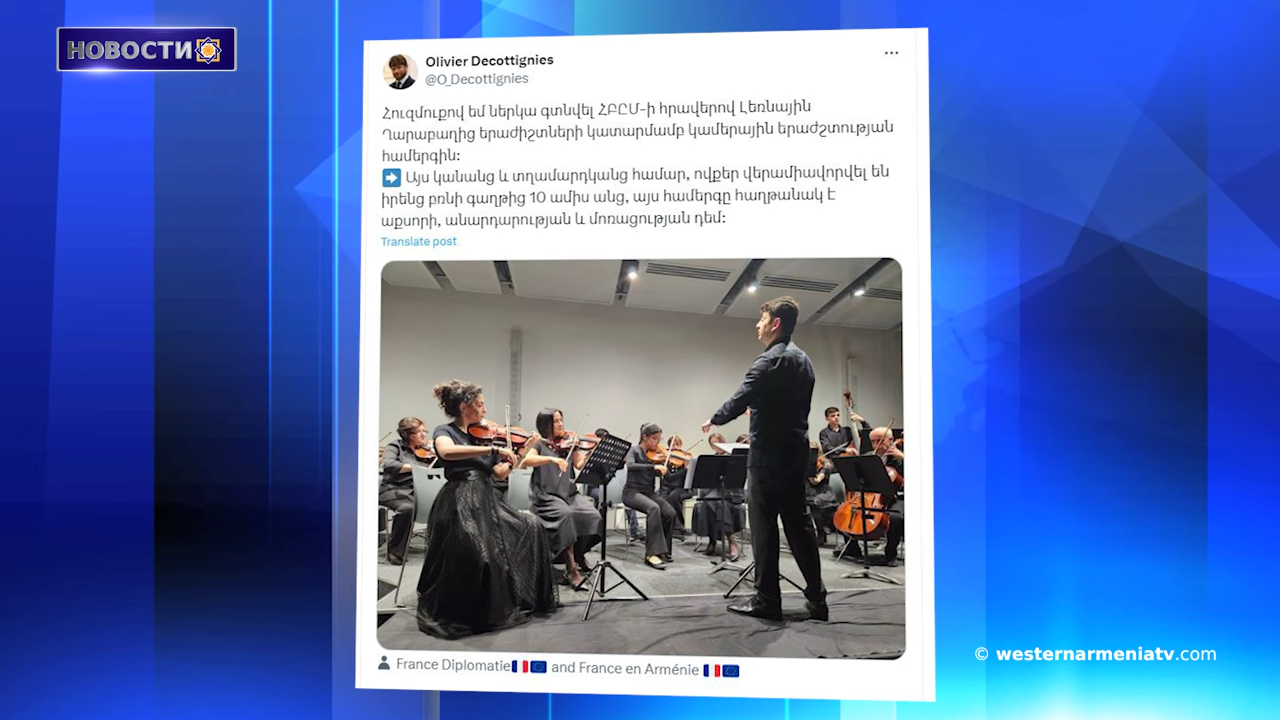 НОВОСТИ
Olivier Decottignies
@O_Decottignies
Հուզմուքով եմ ներկա գտնվել ՀԲԸՄ-ի հրավերով Լեռնային
Ղարաբաղից երաժիշտների կատարմամբ կամերային երաժշտության
համերգին:
➡ Այս կանանց և տղամարդկանց համար, ովքեր վերամիավորվել են
իրենց բռնի գաղթից 10 ամիս անց, այս համերգը հաղթանակ է
աքսորի, անարդարության և մոռացության դեմ:
Translate post
France Diplomatie🇫🇷🇪🇺 and France en Arménie 🇫🇷🇪🇺
© westernarmeniatv.com